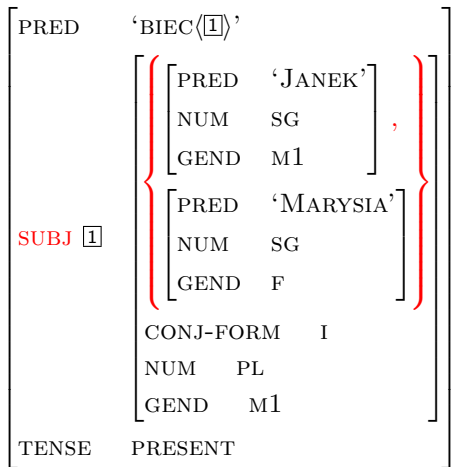 PRED ‘BIEC⟨1⟩’
PRED ‘JANEK’
NUM SG
GEND M1
,
PRED ‘MARYSIA’
SUBJ 1
NUM SG
GEND F
CONJ-FORM I
NUM PL
GEND M1
TENSE PRESENT